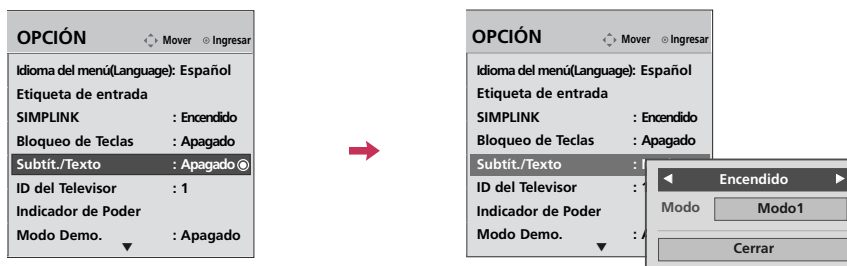 OPCIÓN Mover Ingresar
Idioma del menú(Language): Español
Etiqueta de entrada
SIMPLINK : Encendido
Bloqueo de Teclas : Apagado
Subtít./Texto : Apagado
ID del Televisor : 1
Indicador de Poder
Modo Demo. : Apagado
OPCIÓN Mover Ingresar
Idioma del menú(Language): Español
Etiqueta de entrada
SIMPLINK : Encendido
Bloqueo de Teclas : Apagado
Subtít./Texto :
ID del Televisor : 1
Indicador de Poder
Modo Demo. :
Encendido
Modo Modo1
Cerrar